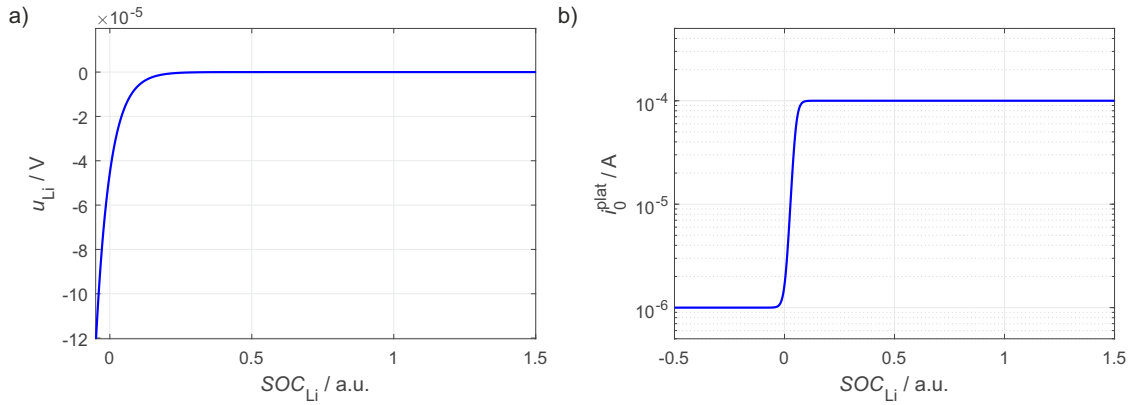 a)
×10⁻⁵
0
-2
-4
-6
-8
-10
-12
u_Li / V
0 0.5 1 1.5
SOC_Li / a.u.
b)
10⁻⁴
10⁻⁵
10⁻⁶
i₀^plat / A
-0.5 0 0.5 1 1.5
SOC_Li / a.u.